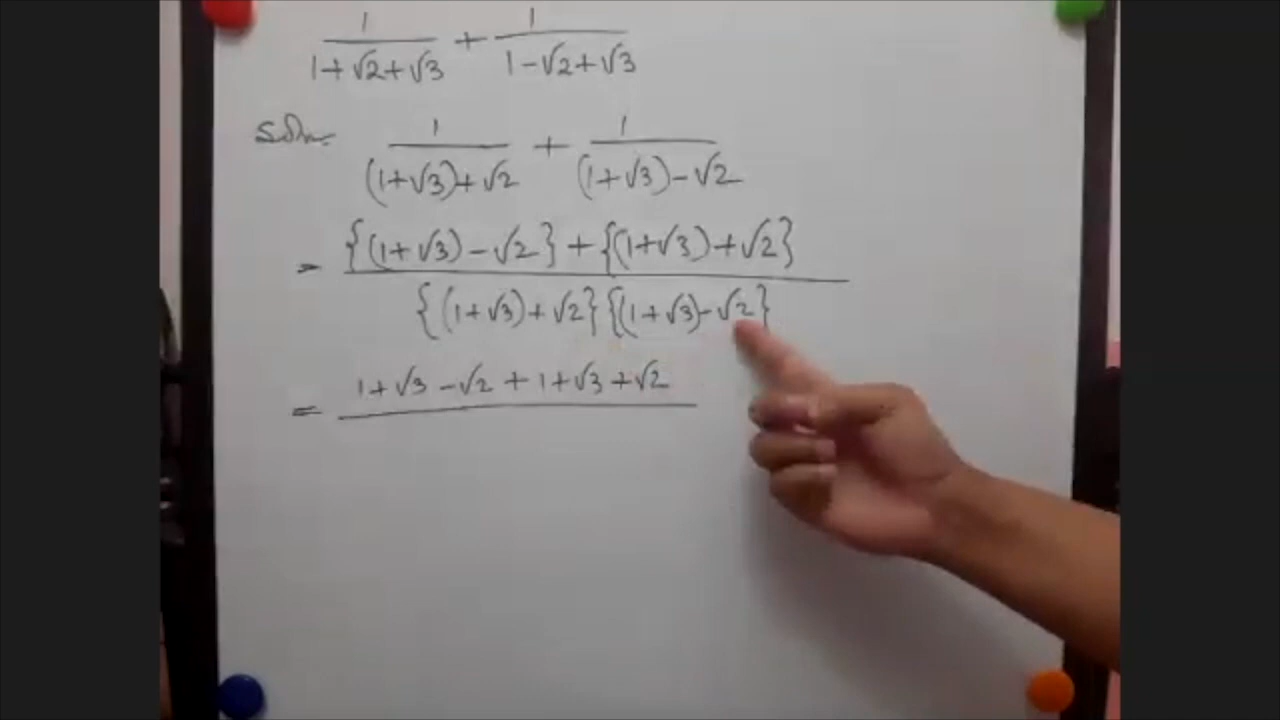 1/(1+√2+√3) + 1/(1-√2+√3)
Soln. 1/((1+√3)+√2) + 1/((1+√3)-√2)
= ({(1+√3)-√2}+{(1+√3)+√2})/({(1+√3)+√2}{(1+√3)-√2})
= 1+√3-√2+1+√3+√2